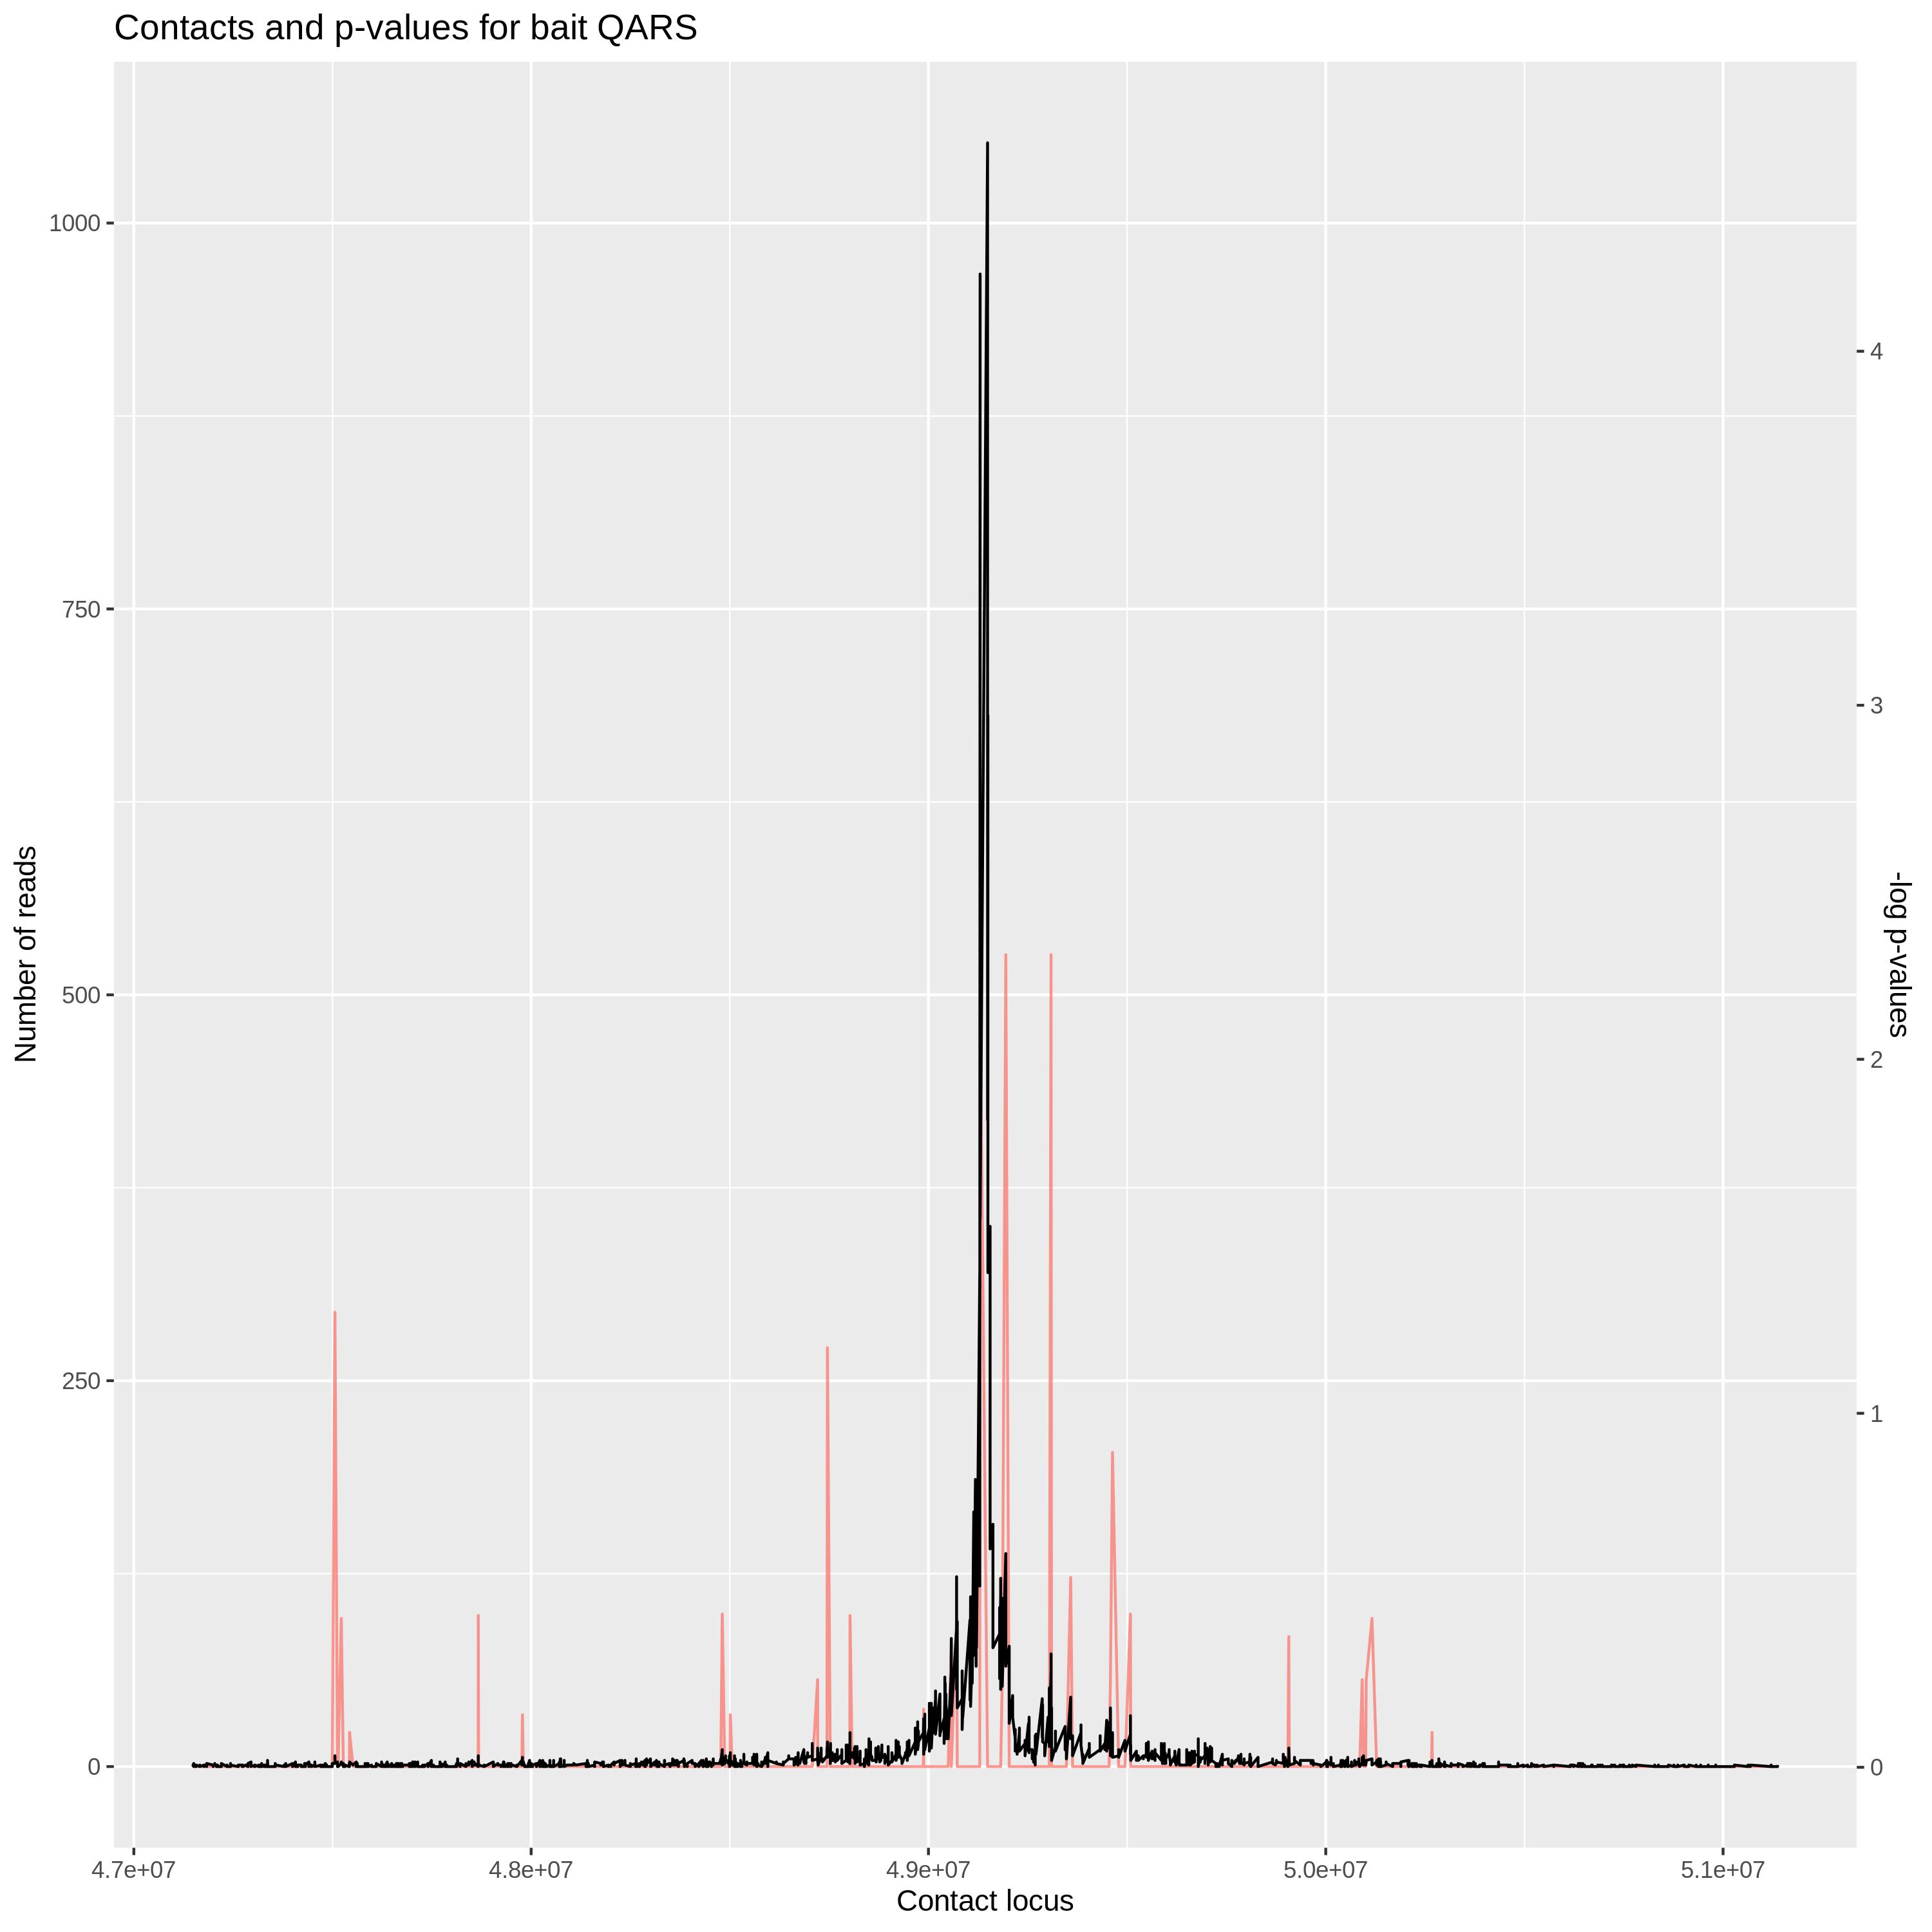 Contacts and p-values for bait QARS
Number of reads
1000
750
500
250
0
4
3
2
1
0
-log p-values
4.7e+07
4.8e+07
4.9e+07
5.0e+07
5.1e+07
Contact locus